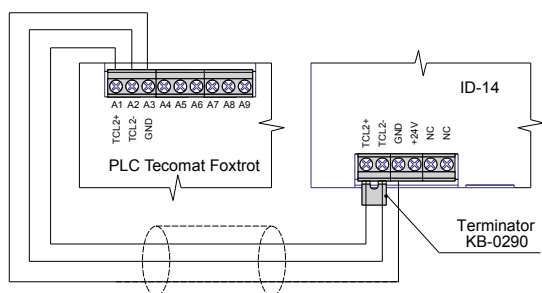 A1 A2 A3 A4 A5 A6 A7 A8 A9
TCL2+
TCL2-
GND
PLC Tecomat Foxtrot
ID-14
TCL2+
TCL2-
GND
+24V
NC
NC
Terminator
KB-0290